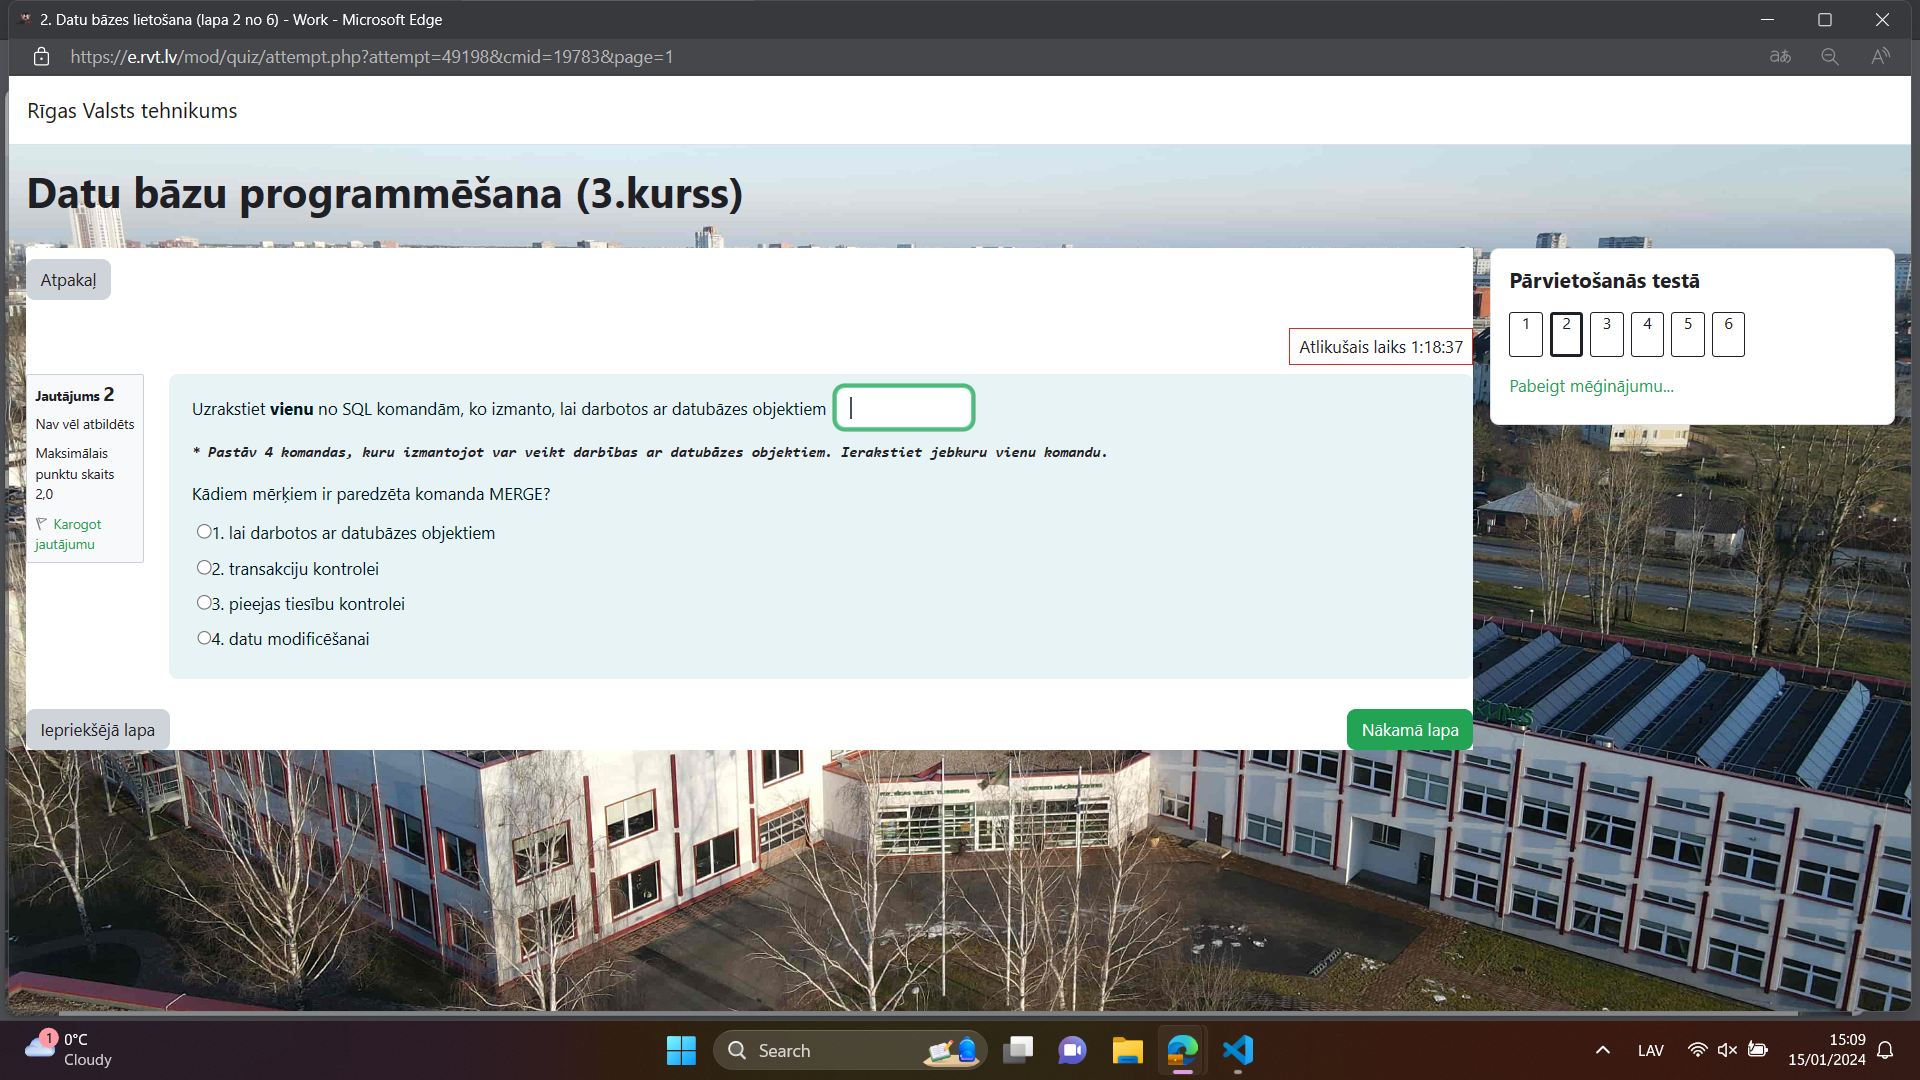 2. Datu bāzes lietošana (lapa 2 no 6) - Work - Microsoft Edge
https://e.rvt.lv/mod/quiz/attempt.php?attempt=49198&cmid=19783&page=1
Rīgas Valsts tehnikums
Datu bāzu programmēšana (3.kurss)
Atpakaļ
Atlikušais laiks 1:18:37
Jautājums 2
Nav vēl atbildēts
Maksimālais
punktu skaits
2,0
Karogot
jautājumu
Uzrakstiet vienu no SQL komandām, ko izmanto, lai darbotos ar datubāzes objektiem
* Pastāv 4 komandas, kuru izmantojot var veikt darbības ar datubāzes objektiem. Ierakstiet jebkuru vienu komandu.
Kādiem mērķiem ir paredzēta komanda MERGE?
1. lai darbotos ar datubāzes objektiem
2. transakciju kontrolei
3. pieejas tiesību kontrolei
4. datu modificēšanai
Iepriekšējā lapa
Nākamā lapa
Pārvietošanās testā
1 2 3 4 5 6
Pabeigt mēģinājumu...
1
0°C
Cloudy
Search
LAV
15:09
15/01/2024